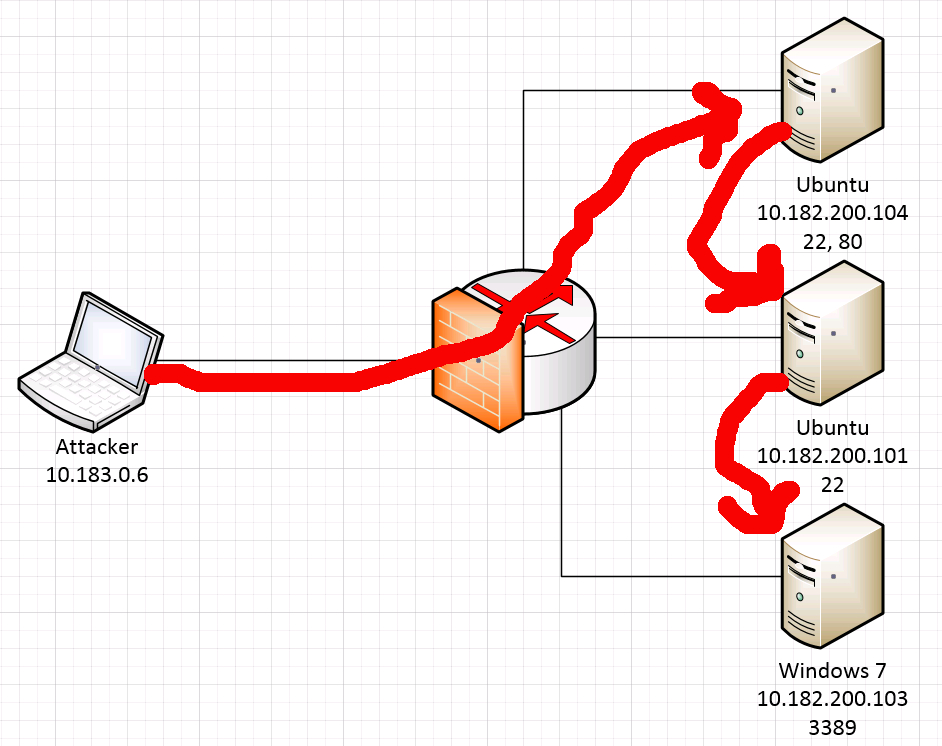 Ubuntu
10.182.200.104
22, 80
Attacker
10.183.0.6
Ubuntu
10.182.200.101
22
Windows 7
10.182.200.103
3389